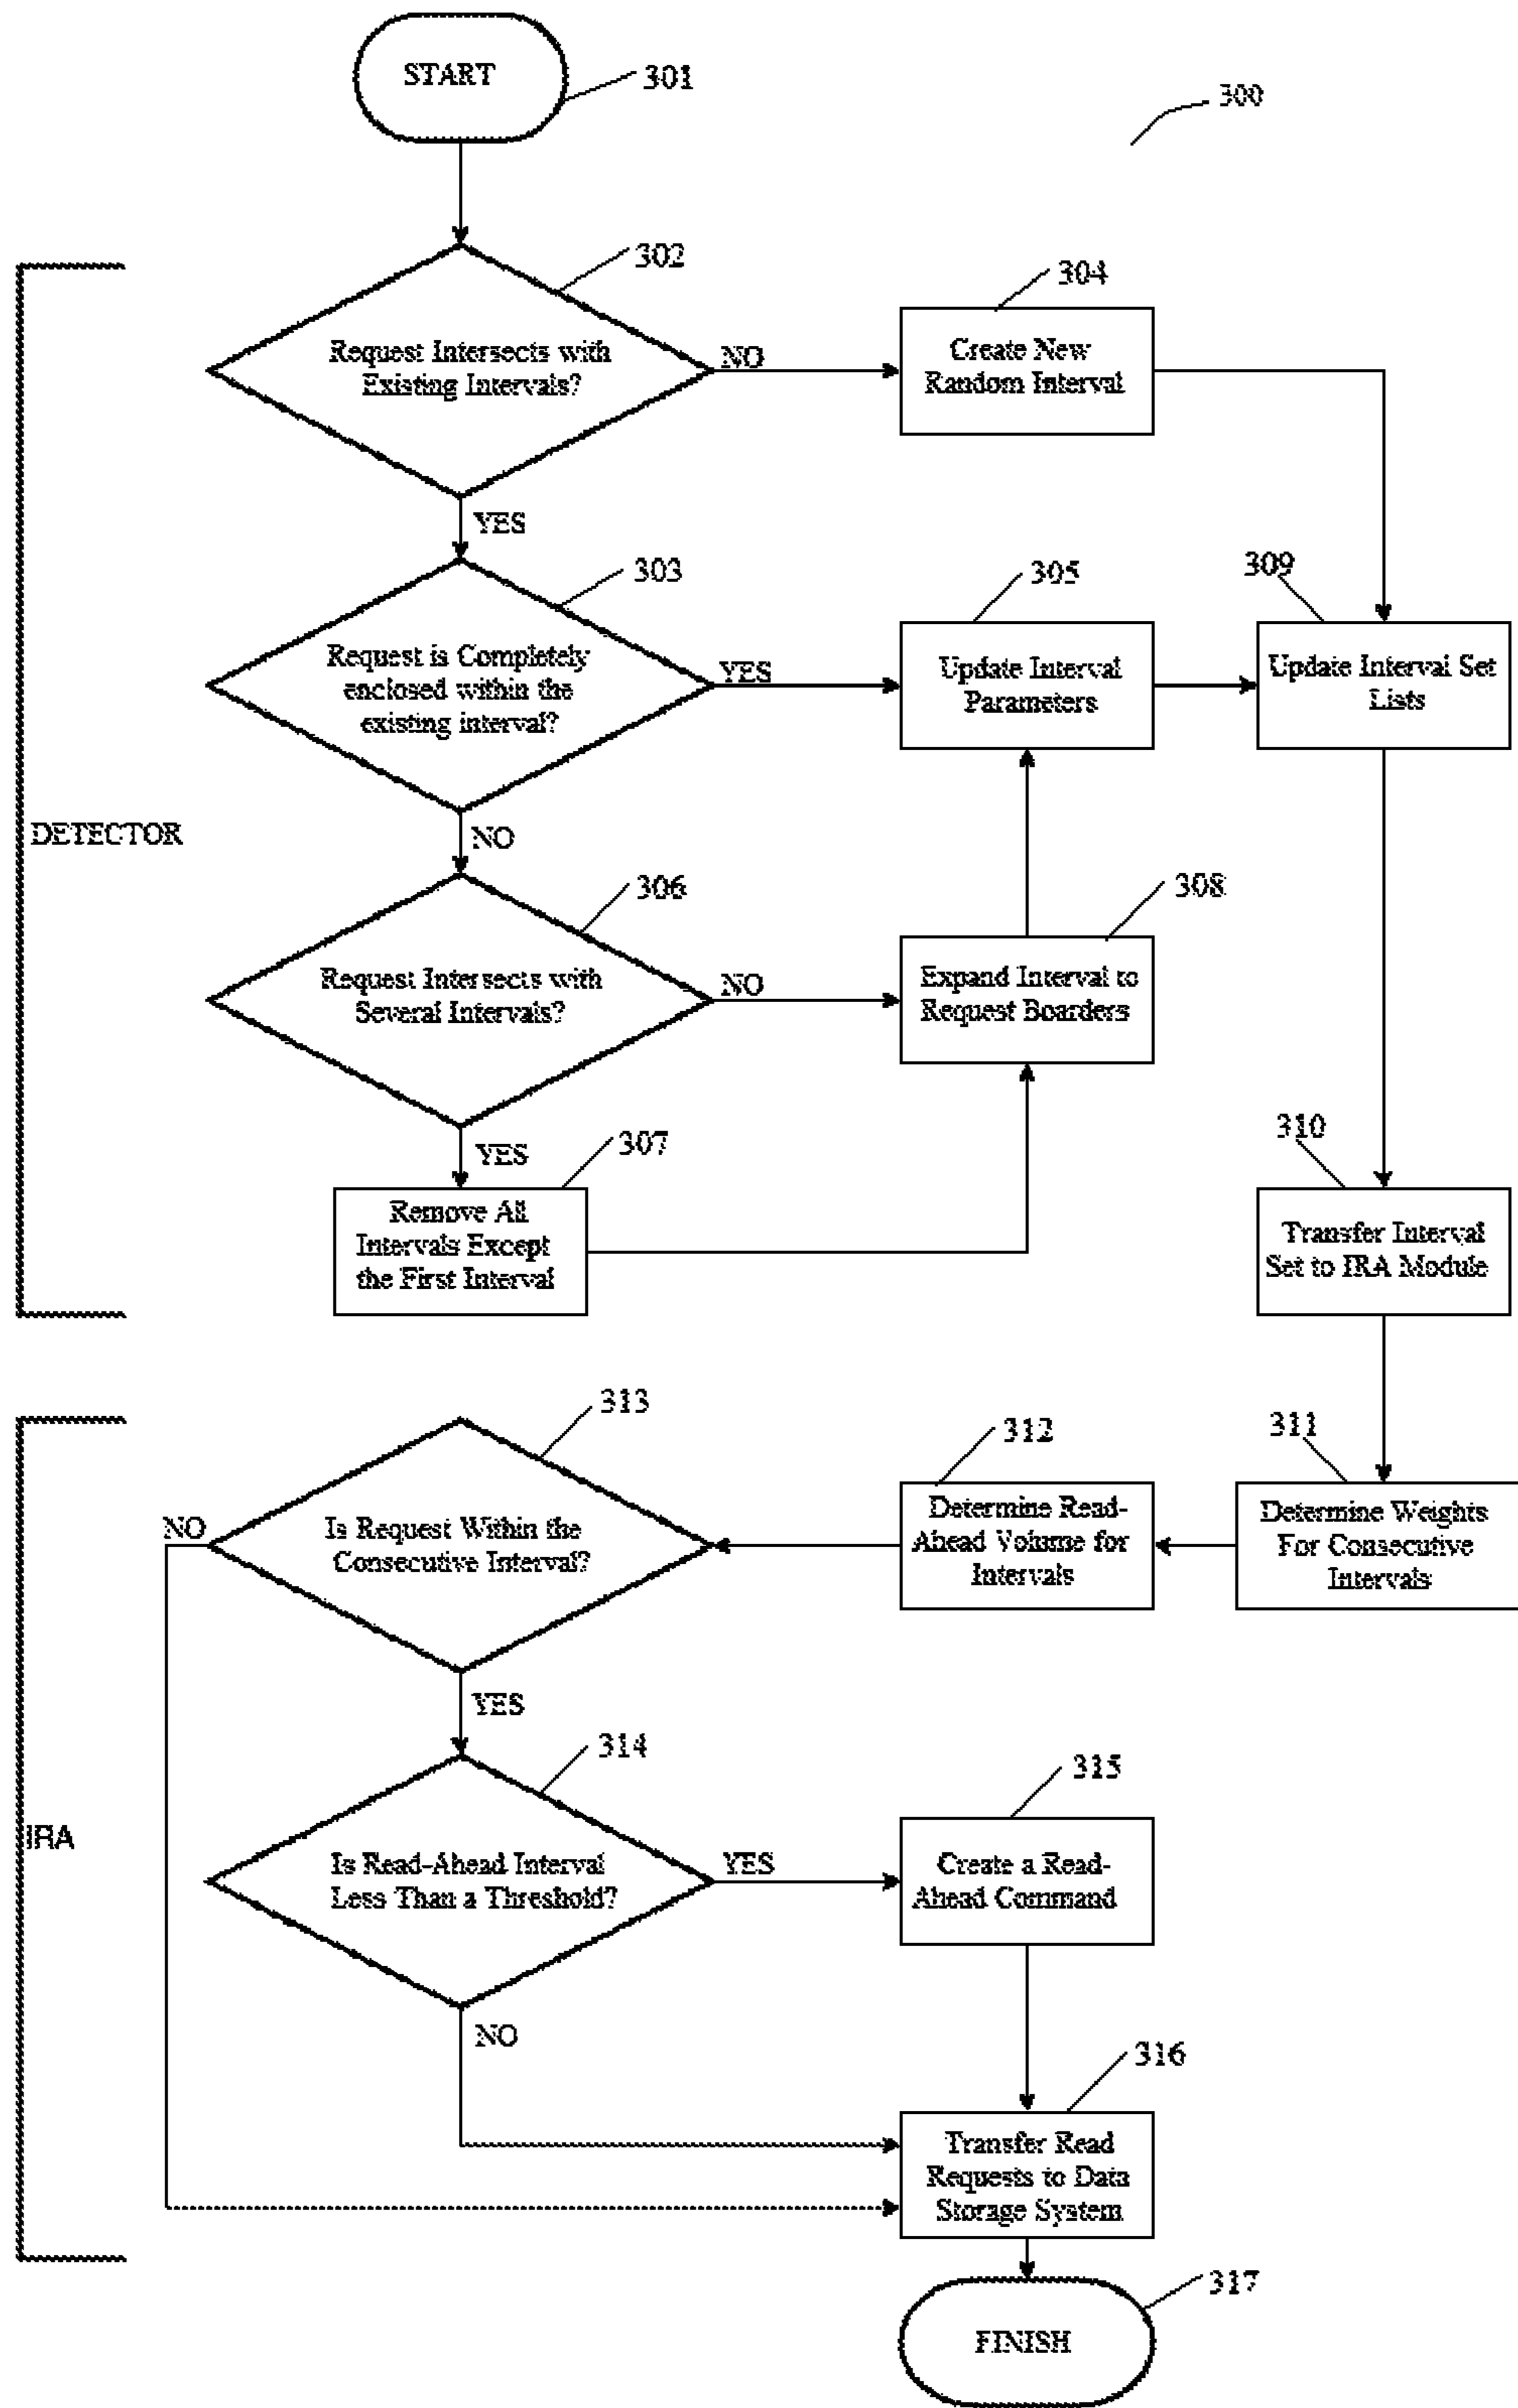 START
301
300
302
Request Intersects with
Existing Intervals?
NO
304
Create New
Random Interval
YES
303
Request is Completely
enclosed within the
existing interval?
YES
305
Update Interval
Parameters
309
Update Interval Set
Lists
DETECTOR
NO
306
Request Intersects with
Several Intervals?
NO
308
Expand Interval to
Request Boarders
YES
307
Remove All
Intervals Except
the First Interval
310
Transfer Interval
Set to IRA Module
313
Is Request Within the
Consecutive Interval?
NO
312
Determine Read-
Ahead Volume for
Intervals
311
Determine Weights
For Consecutive
Intervals
YES
IRA
314
Is Read-Ahead Interval
Less Than a Threshold?
YES
315
Create a Read-
Ahead Command
NO
316
Transfer Read
Requests to Data
Storage System
317
FINISH